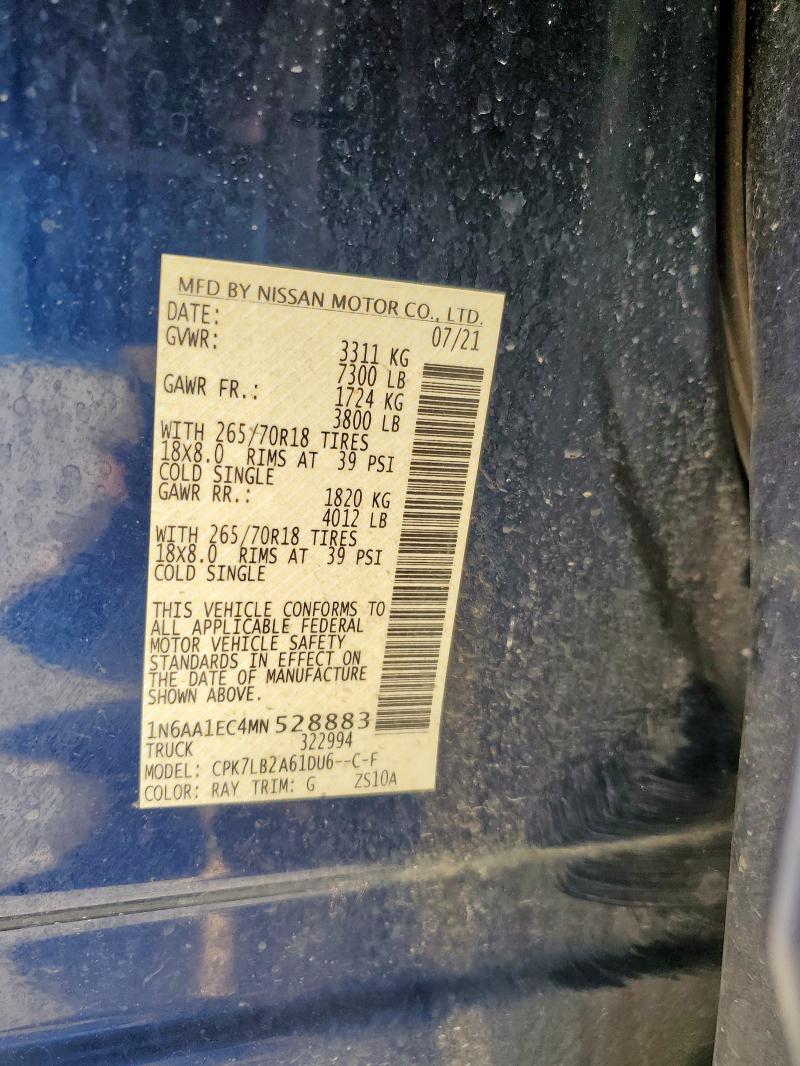 MFD BY NISSAN MOTOR CO., LTD.
DATE: 07/21
GVWR: 3311 KG
7300 LB
GAWR FR.: 1724 KG
3800 LB
WITH 265/70R18 TIRES
18X8.0 RIMS AT 39 PSI
COLD SINGLE
GAWR RR.: 1820 KG
4012 LB
WITH 265/70R18 TIRES
18X8.0 RIMS AT 39 PSI
COLD SINGLE
THIS VEHICLE CONFORMS TO
ALL APPLICABLE FEDERAL
MOTOR VEHICLE SAFETY
STANDARDS IN EFFECT ON
THE DATE OF MANUFACTURE
SHOWN ABOVE.
1N6AA1EC4MN528883
TRUCK 322994
MODEL: CPK7LB2A61DU6--C-F
COLOR: RAY TRIM: G ZS10A